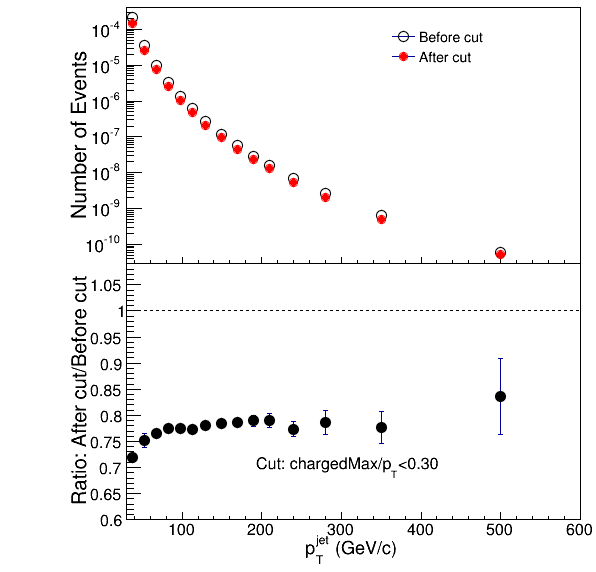 Number of Events
10^-4
10^-5
10^-6
10^-7
10^-8
10^-9
10^-10
Before cut
After cut
Ratio: After cut/Before cut
1.05
1
0.95
0.9
0.85
0.8
0.75
0.7
0.65
0.6
Cut: chargedMax/p_T<0.30
100 200 300 400 500 600
p_T^jet (GeV/c)